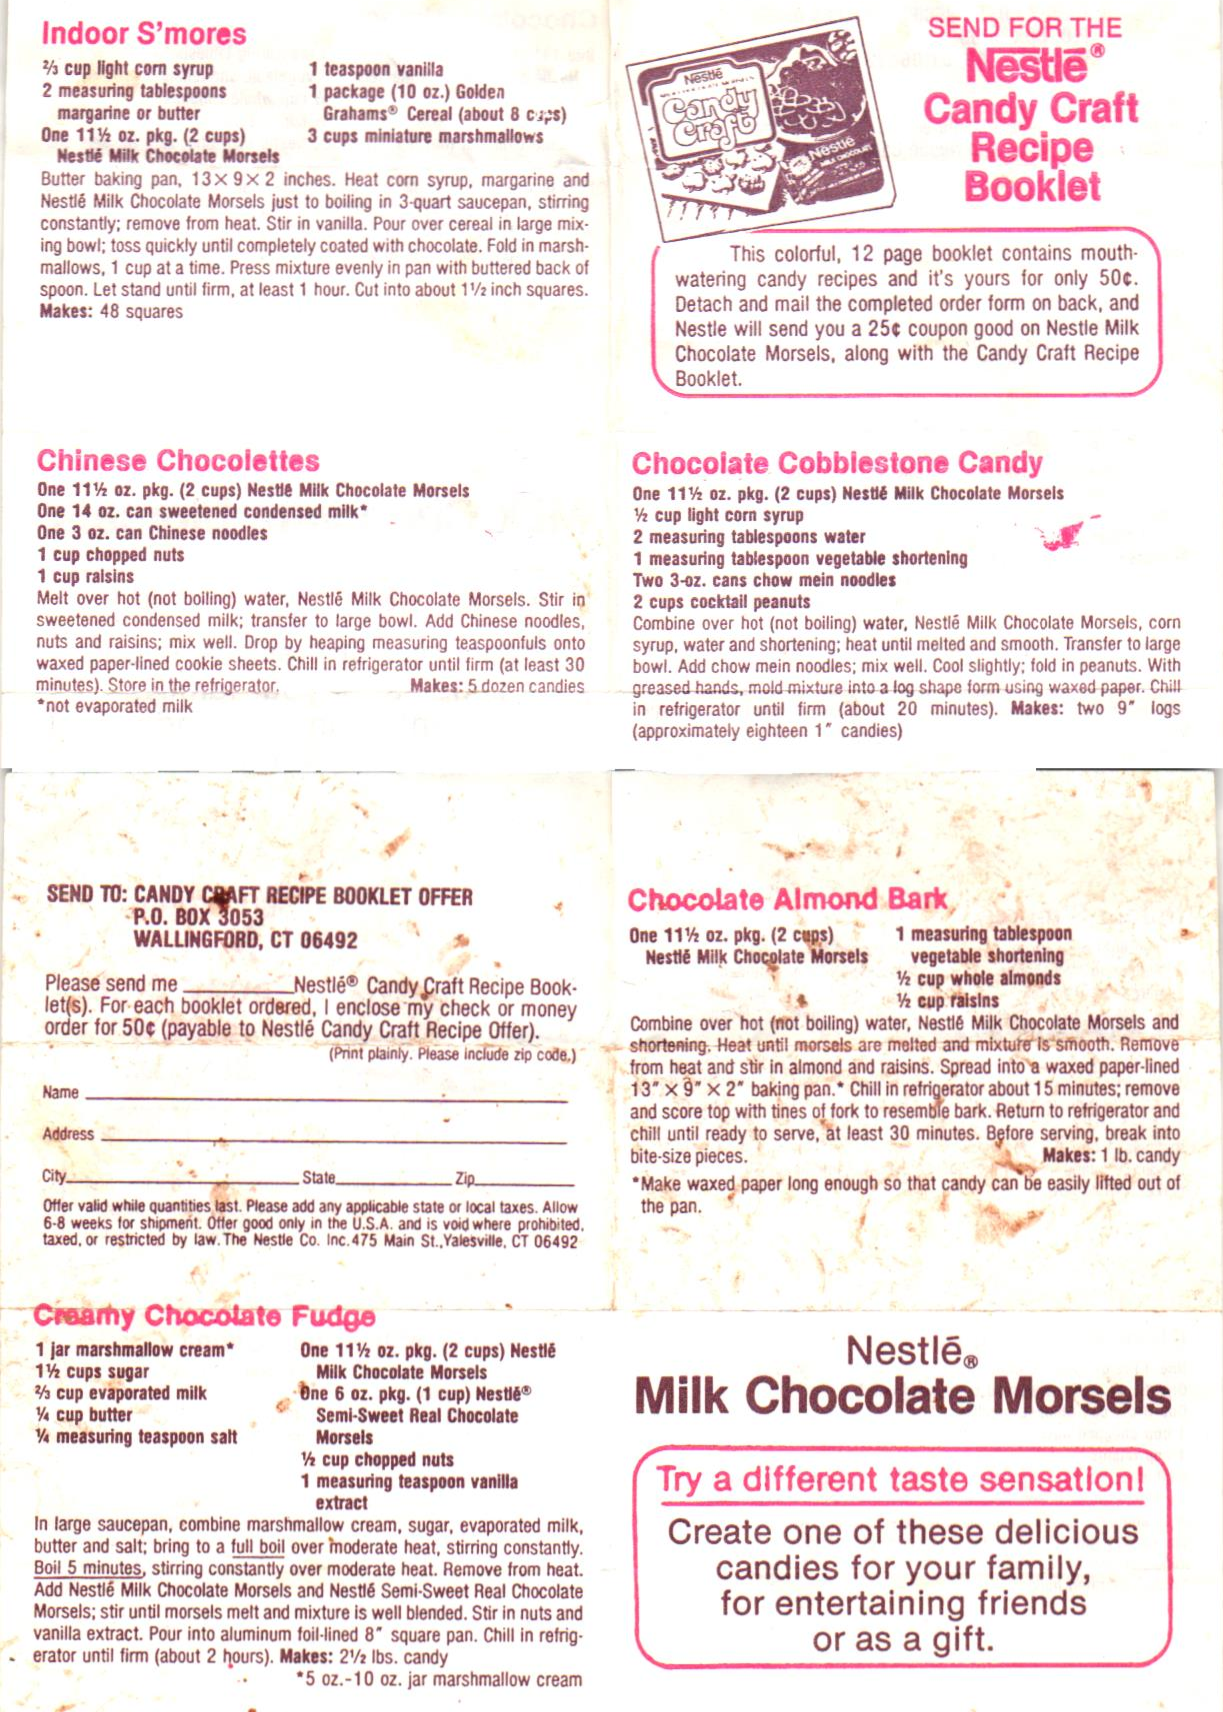 Indoor S'mores
⅔ cup light corn syrup
2 measuring tablespoons
margarine or butter
One 11½ oz. pkg. (2 cups)
Nestlé Milk Chocolate Morsels
1 teaspoon vanilla
1 package (10 oz.) Golden
Grahams® Cereal (about 8 cups)
3 cups miniature marshmallows
Butter baking pan, 13×9×2 inches. Heat corn syrup, margarine and
Nestlé Milk Chocolate Morsels just to boiling in 3-quart saucepan, stirring
constantly; remove from heat. Stir in vanilla. Pour over cereal in large mix-
ing bowl; toss quickly until completely coated with chocolate. Fold in marsh-
mallows, 1 cup at a time. Press mixture evenly in pan with buttered back of
spoon. Let stand until firm, at least 1 hour. Cut into about 1½ inch squares.
Makes: 48 squares
Nestlé
Candy
Craft
Nestlé
MILK CHOCOLATE
SEND FOR THE
Nestlé®
Candy Craft
Recipe
Booklet
This colorful, 12 page booklet contains mouth-
watering candy recipes and it's yours for only 50¢.
Detach and mail the completed order form on back, and
Nestle will send you a 25¢ coupon good on Nestle Milk
Chocolate Morsels, along with the Candy Craft Recipe
Booklet.
Chinese Chocolettes
One 11½ oz. pkg. (2 cups) Nestlé Milk Chocolate Morsels
One 14 oz. can sweetened condensed milk*
One 3 oz. can Chinese noodles
1 cup chopped nuts
1 cup raisins
Melt over hot (not boiling) water, Nestlé Milk Chocolate Morsels. Stir in
sweetened condensed milk; transfer to large bowl. Add Chinese noodles,
nuts and raisins; mix well. Drop by heaping measuring teaspoonfuls onto
waxed paper-lined cookie sheets. Chill in refrigerator until firm (at least 30
minutes). Store in the refrigerator. Makes: 5 dozen candies
*not evaporated milk
Chocolate Cobblestone Candy
One 11½ oz. pkg. (2 cups) Nestlé Milk Chocolate Morsels
½ cup light corn syrup
2 measuring tablespoons water
1 measuring tablespoon vegetable shortening
Two 3-oz. cans chow mein noodles
2 cups cocktail peanuts
Combine over hot (not boiling) water, Nestlé Milk Chocolate Morsels, corn
syrup, water and shortening; heat until melted and smooth. Transfer to large
bowl. Add chow mein noodles; mix well. Cool slightly; fold in peanuts. With
greased hands, mold mixture into a log shape form using waxed paper. Chill
in refrigerator until firm (about 20 minutes). Makes: two 9" logs
(approximately eighteen 1" candies)
SEND TO: CANDY CRAFT RECIPE BOOKLET OFFER
P.O. BOX 3053
WALLINGFORD, CT 06492
Please send me ________ Nestlé® Candy Craft Recipe Book-
let(s). For each booklet ordered, I enclose my check or money
order for 50¢ (payable to Nestlé Candy Craft Recipe Offer).
(Print plainly. Please include zip code.)
Name
Address
City State Zip
Offer valid while quantities last. Please add any applicable state or local taxes. Allow
6-8 weeks for shipment. Offer good only in the U.S.A. and is void where prohibited,
taxed, or restricted by law. The Nestle Co. Inc. 475 Main St., Yalesville, CT 06492
Chocolate Almond Bark
One 11½ oz. pkg. (2 cups)
Nestlé Milk Chocolate Morsels
1 measuring tablespoon
vegetable shortening
½ cup whole almonds
½ cup raisins
Combine over hot (not boiling) water, Nestlé Milk Chocolate Morsels and
shortening. Heat until morsels are melted and mixture is smooth. Remove
from heat and stir in almond and raisins. Spread into a waxed paper-lined
13" × 9" × 2" baking pan.* Chill in refrigerator about 15 minutes; remove
and score top with tines of fork to resemble bark. Return to refrigerator and
chill until ready to serve, at least 30 minutes. Before serving, break into
bite-size pieces. Makes: 1 lb. candy
*Make waxed paper long enough so that candy can be easily lifted out of
the pan.
Creamy Chocolate Fudge
1 jar marshmallow cream*
1½ cups sugar
⅔ cup evaporated milk
¼ cup butter
¼ measuring teaspoon salt
One 11½ oz. pkg. (2 cups) Nestlé
Milk Chocolate Morsels
One 6 oz. pkg. (1 cup) Nestlé®
Semi-Sweet Real Chocolate
Morsels
½ cup chopped nuts
1 measuring teaspoon vanilla
extract
In large saucepan, combine marshmallow cream, sugar, evaporated milk,
butter and salt; bring to a full boil over moderate heat, stirring constantly.
Boil 5 minutes, stirring constantly over moderate heat. Remove from heat.
Add Nestlé Milk Chocolate Morsels and Nestlé Semi-Sweet Real Chocolate
Morsels; stir until morsels melt and mixture is well blended. Stir in nuts and
vanilla extract. Pour into aluminum foil-lined 8" square pan. Chill in refrig-
erator until firm (about 2 hours). Makes: 2½ lbs. candy
*5 oz.-10 oz. jar marshmallow cream
Nestlé®
Milk Chocolate Morsels
Try a different taste sensation!
Create one of these delicious
candies for your family,
for entertaining friends
or as a gift.